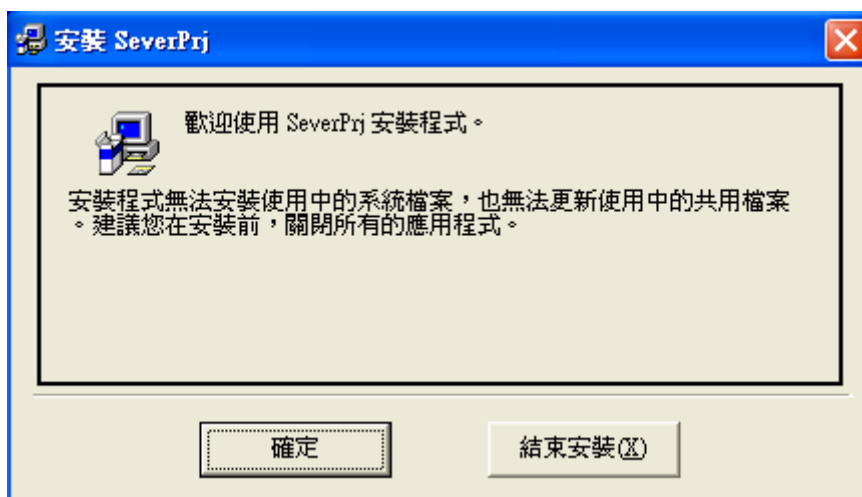 安裝 SeverPrj
歡迎使用 SeverPrj 安裝程式。
安裝程式無法安裝使用中的系統檔案，也無法更新使用中的共用檔案
。建議您在安裝前，關閉所有的應用程式。
確定
結束安裝(X)